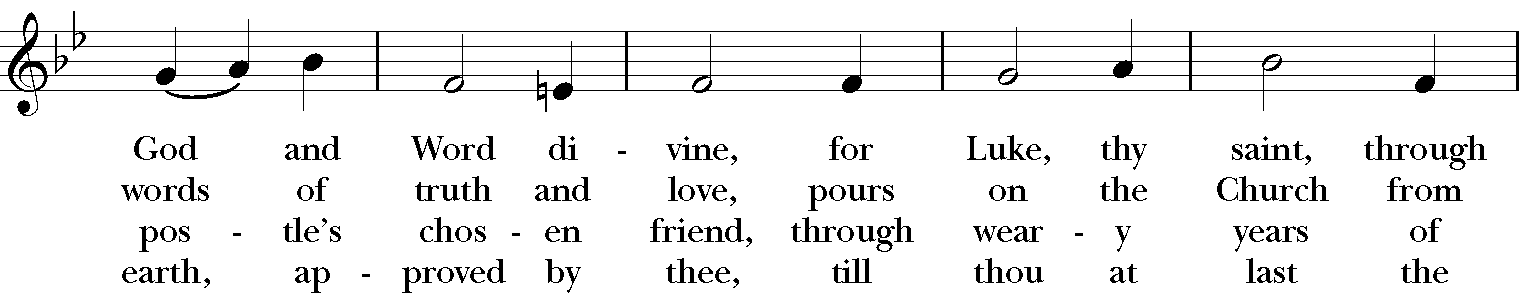 God and Word di - vine, for Luke, thy saint, through
words of truth and love, pours on the Church from
pos - tle’s chos - en friend, through wear - y years of
earth, ap - proved by thee, till thou at last the